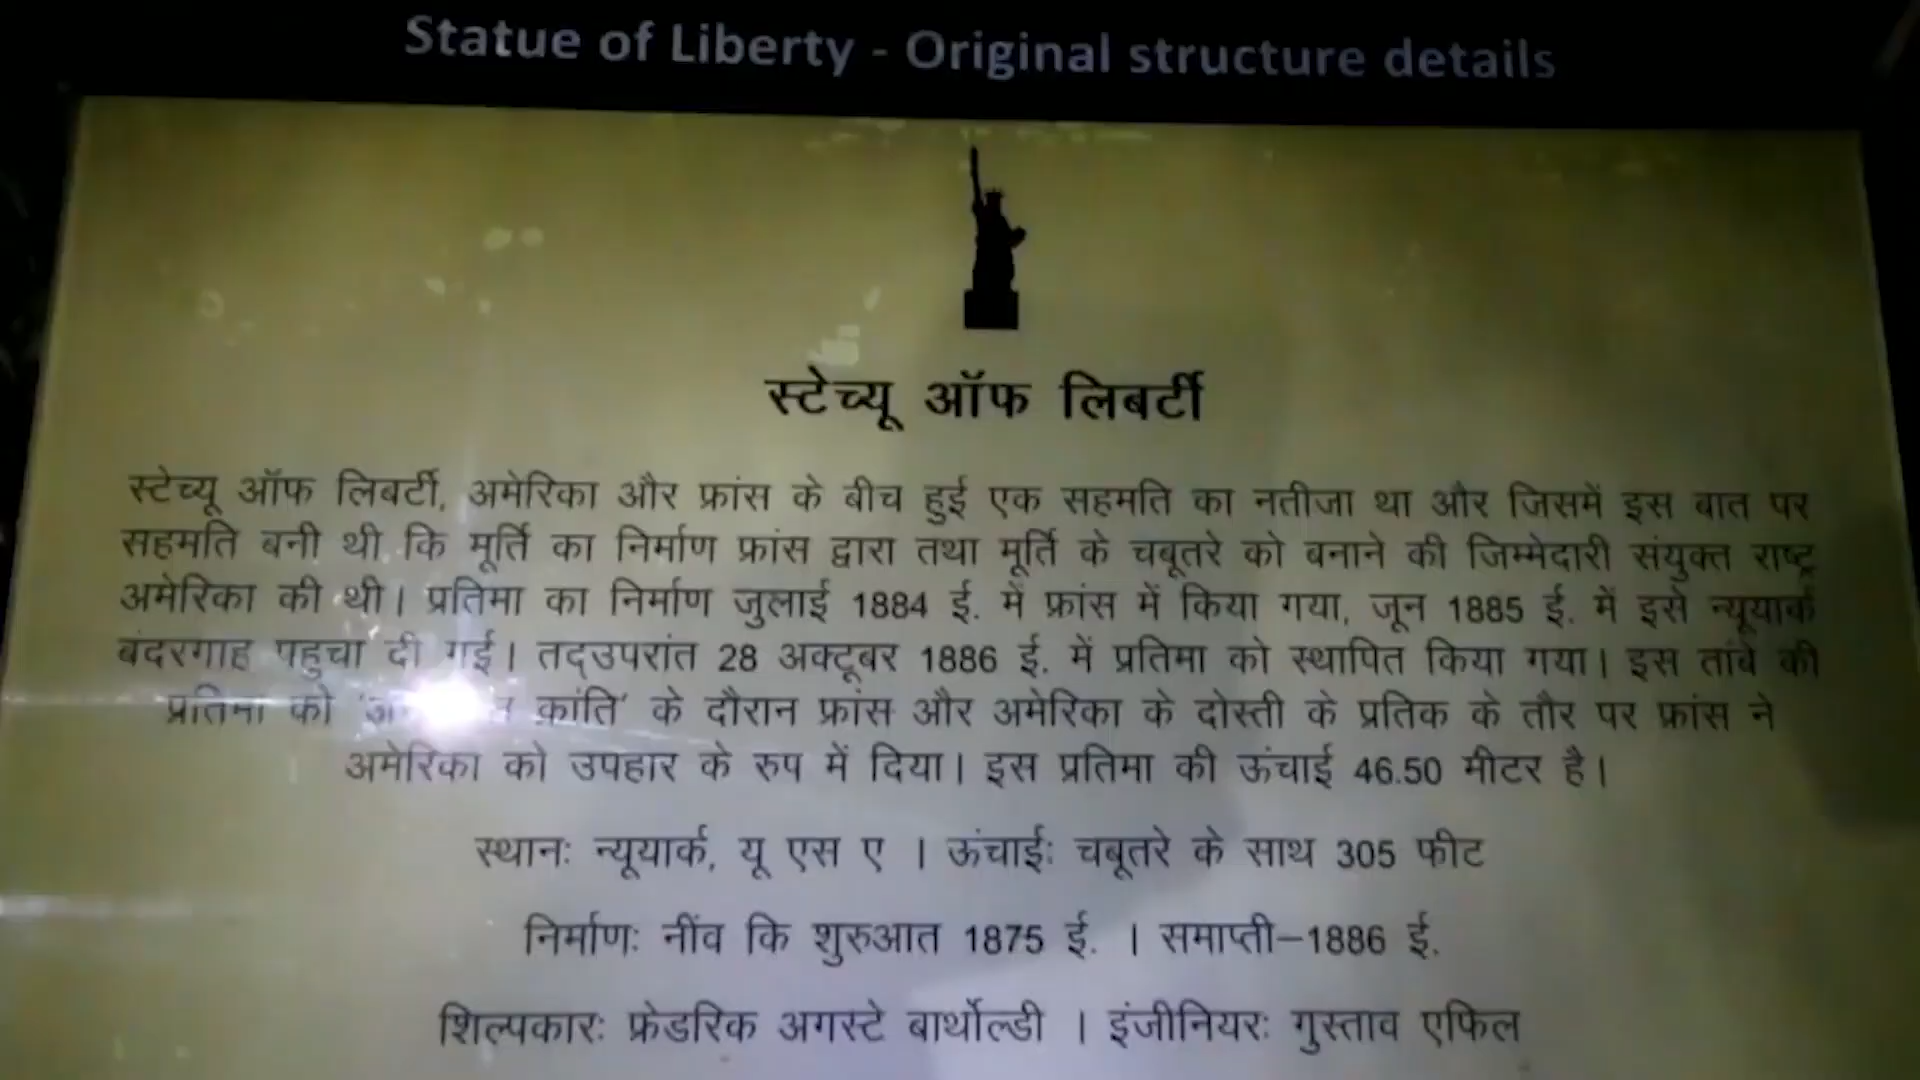 Statue of Liberty - Original structure details
स्टेच्यू ऑफ लिबर्टी
स्टेच्यू ऑफ लिबर्टी, अमेरिका और फ्रांस के बीच हुई एक सहमति का नतीजा था और जिसमें इस बात पर
सहमति बनी थी कि मूर्ति का निर्माण फ्रांस द्वारा तथा मूर्ति के चबूतरे को बनाने की जिम्मेदारी संयुक्त राष्ट्र
अमेरिका की थी। प्रतिमा का निर्माण जुलाई 1884 ई. में फ्रांस में किया गया, जून 1885 ई. में इसे न्यूयार्क
बंदरगाह पहुचा दी गई। तद्उपरांत 28 अक्टूबर 1886 ई. में प्रतिमा को स्थापित किया गया। इस तांबे की
प्रतिमा को क्रांति’ के दौरान फ्रांस और अमेरिका के दोस्ती के प्रतिक के तौर पर फ्रांस ने
अमेरिका को उपहार के रुप में दिया। इस प्रतिमा की ऊंचाई 46.50 मीटर है।
स्थानः न्यूयार्क, यू एस ए । ऊंचाईः चबूतरे के साथ 305 फीट
निर्माणः नींव कि शुरुआत 1875 ई. । समाप्ती–1886 ई.
शिल्पकारः फ्रेडरिक अगस्टे बार्थोल्डी । इंजीनियरः गुस्ताव एफिल